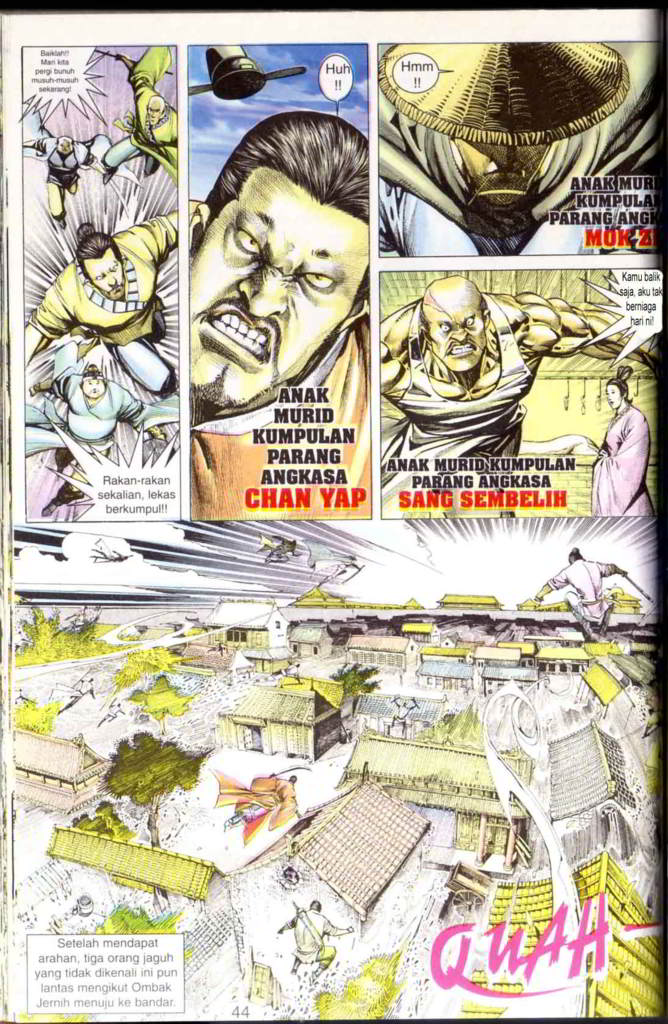 Baiklah!!
Mari kita
pergi bunuh
musuh-musuh
sekarang!
Rakan-rakan
sekalian, lekas
berkumpul!!
Huh
!!
ANAK
MURID
KUMPULAN
PARANG
ANGKASA
CHAN YAP
Hmm
!!
ANAK MURI
KUMPULAN
PARANG ANGK
MOK
Kamu balik
saja, aku tak
berniaga
hari ni!
ANAK MURID KUMPULAN
PARANG ANGKASA
SANG SEMBELIH
QUAH
Setelah mendapat
arahan, tiga orang jaguh
yang tidak dikenali ini pun
lantas mengikut Ombak
Jernih menuju ke bandar.
44